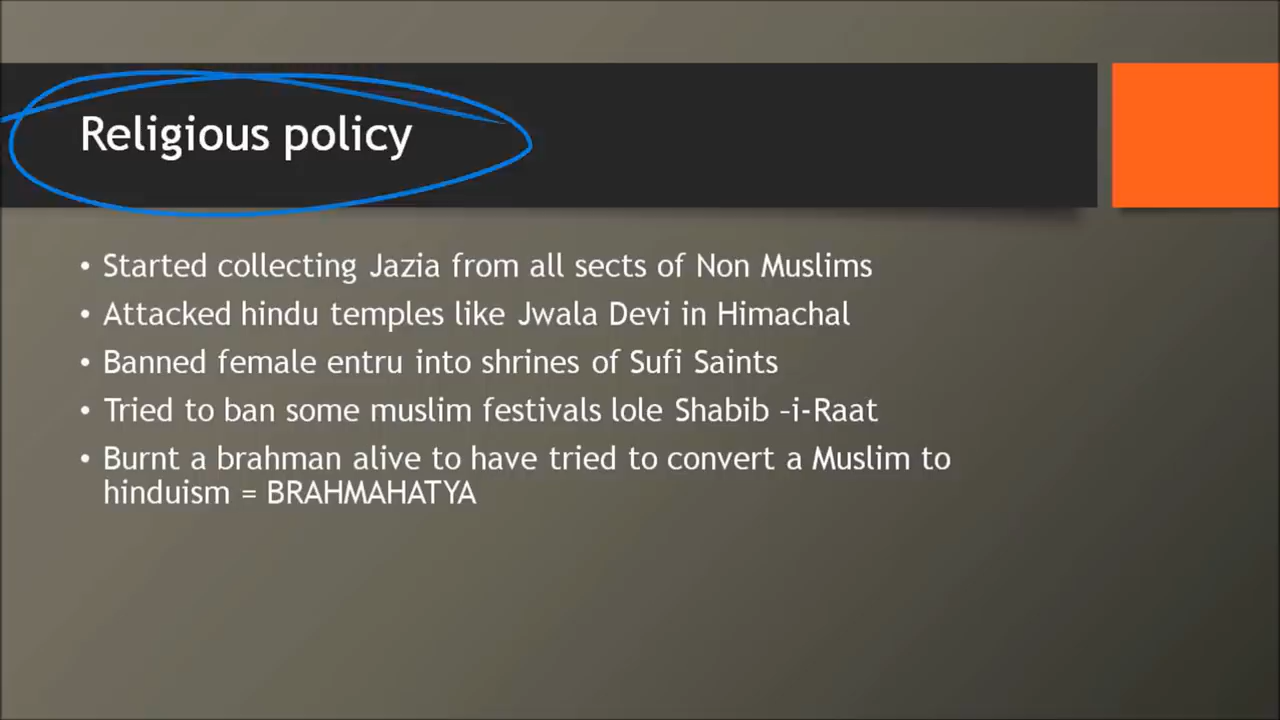 Religious policy
• Started collecting Jazia from all sects of Non Muslims
• Attacked hindu temples like Jwala Devi in Himachal
• Banned female entru into shrines of Sufi Saints
• Tried to ban some muslim festivals lole Shabib -i-Raat
• Burnt a brahman alive to have tried to convert a Muslim to
hinduism = BRAHMAHATYA